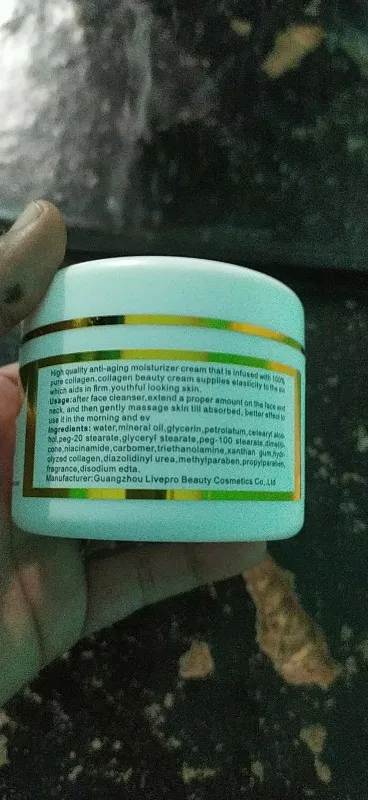 High quality anti-aging moisturizer cream that is infused with 100%
pure collagen.collagen beauty cream supplies elasticity to the
which aids in firm.youthful looking skin.
Usage:after face cleanser,extend a proper amount on the face and
neck, and then gently massage skin till absorbed, better effect to
use it in the morning and ev
Ingredients: water,mineral oil,glycerin,petrolatum,cetearyl alco-
hol,peg-20 stearate,glyceryl stearate,peg-100 stearate,dimethi-
cone,niacinamide,carbomer,triethanolamine,xanthan gum,hydr-
olyzed collagen,diazolidinyl urea,methylparaben,propylparaben,
fragrance,disodium edta.
Manufacturer:Guangzhou Livepro Beauty Cosmetics Co.,Ltd